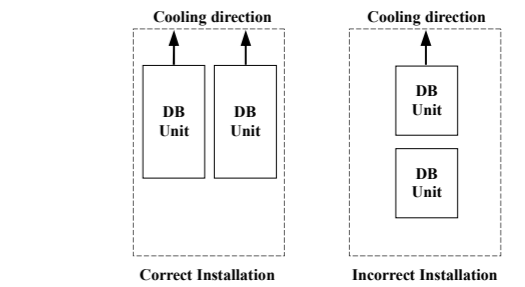 Cooling direction
DB
Unit
DB
Unit
Correct Installation
Cooling direction
DB
Unit
DB
Unit
Incorrect Installation